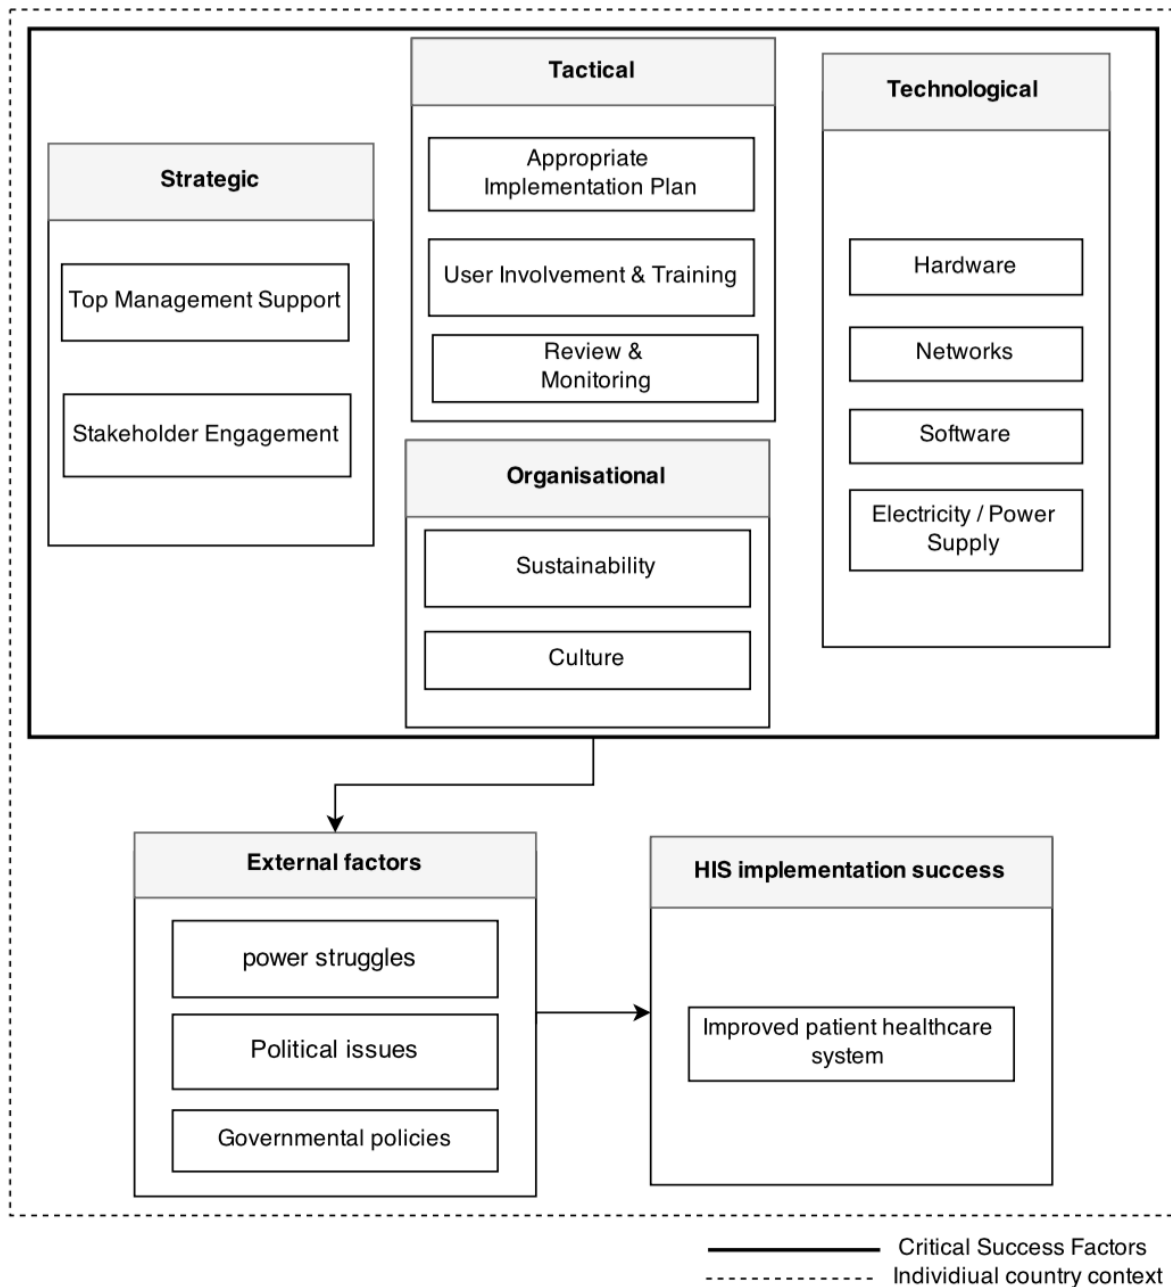 Strategic
Top Management Support
Stakeholder Engagement
Tactical
Appropriate
Implementation Plan
User Involvement & Training
Review &
Monitoring
Organisational
Sustainability
Culture
Technological
Hardware
Networks
Software
Electricity / Power
Supply
External factors
power struggles
Political issues
Governmental policies
HIS implementation success
Improved patient healthcare
system
Critical Success Factors
Individiual country context